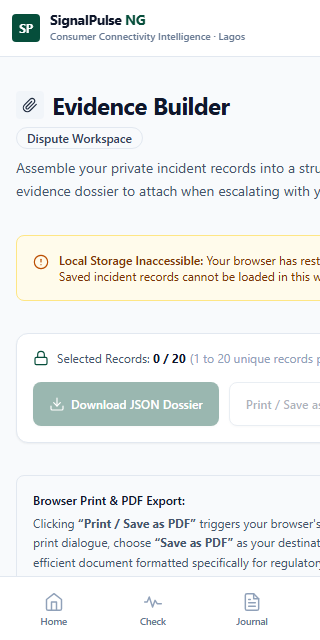 SP
SignalPulse NG
Consumer Connectivity Intelligence · Lagos
Evidence Builder
Dispute Workspace
Assemble your private incident records into a
evidence dossier to attach when escalating with
Local Storage Inaccessible: Your browser has
Saved incident records cannot be loaded in this
Selected Records: 0 / 20 (1 to 20 unique records
Download JSON Dossier
Print / Save as
Browser Print & PDF Export:
Clicking “Print / Save as PDF” triggers your browser's
print dialogue, choose “Save as PDF” as your
efficient document formatted specifically for
Home
Check
Journal